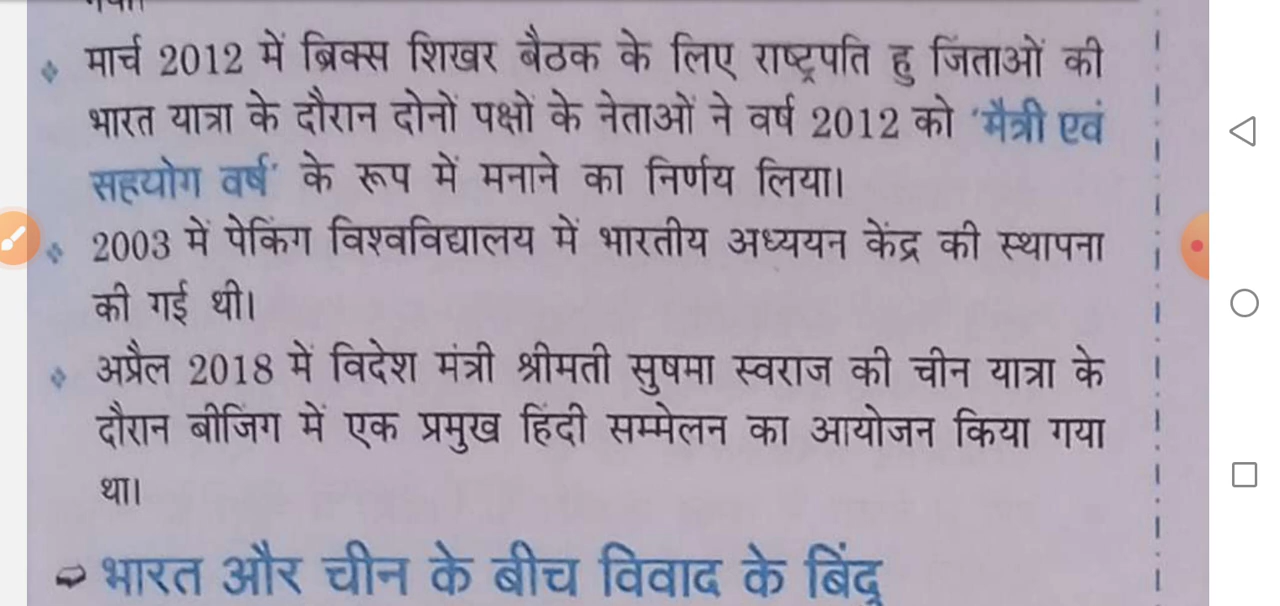 मार्च 2012 में ब्रिक्स शिखर बैठक के लिए राष्ट्रपति हु जिंताओं की
भारत यात्रा के दौरान दोनों पक्षों के नेताओं ने वर्ष 2012 को 'मैत्री एवं
सहयोग वर्ष' के रूप में मनाने का निर्णय लिया।
2003 में पेकिंग विश्वविद्यालय में भारतीय अध्ययन केंद्र की स्थापना
की गई थी।
अप्रैल 2018 में विदेश मंत्री श्रीमती सुषमा स्वराज की चीन यात्रा के
दौरान बीजिंग में एक प्रमुख हिंदी सम्मेलन का आयोजन किया गया
था।
➪ भारत और चीन के बीच विवाद के बिंदु